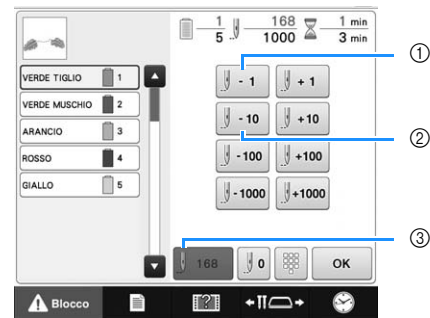 1 168 1 min
5 1000 3 min
①
VERDE TIGLIO 1
- 1 + 1
VERDE MUSCHIO 2
②
- 10 + 10
ARANCIO 3
ROSSO 4
- 100 +100
GIALLO 5
- 1000 +1000
③
168 0 OK
Blocco ?